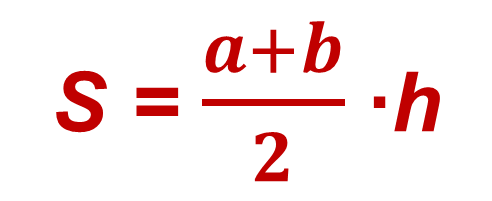 S = (a+b)/2 ·h